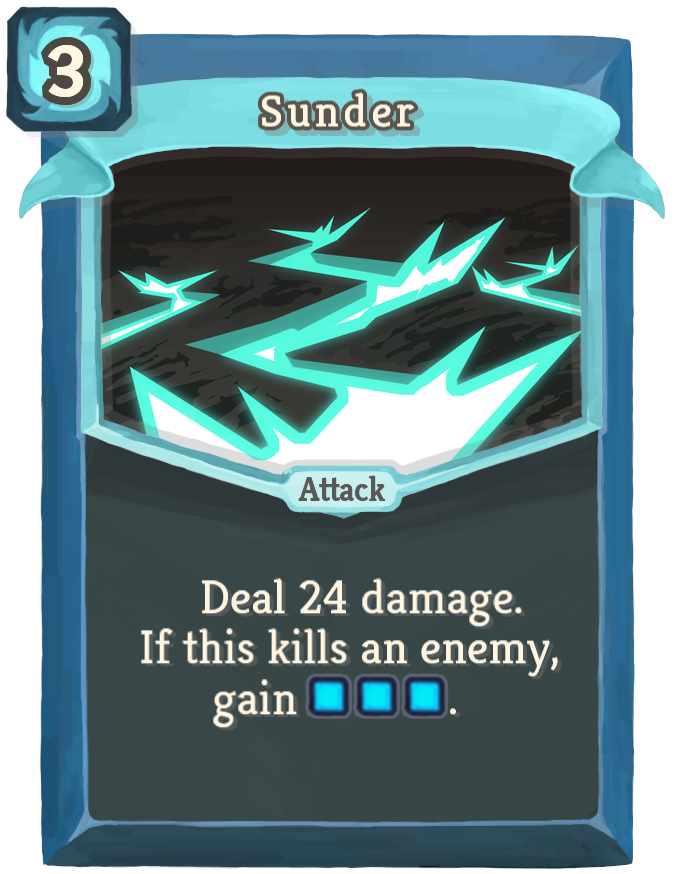 3
Sunder
Attack
Deal 24 damage.
If this kills an enemy,
gain .